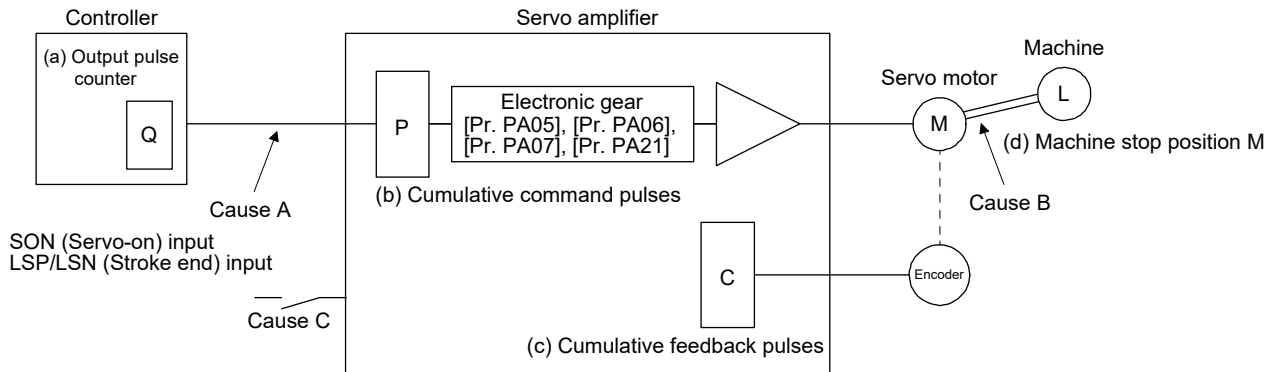 Controller
Servo amplifier
(a) Output pulse
counter
Q
Cause A
SON (Servo-on) input
LSP/LSN (Stroke end) input
Cause C
P
Electronic gear
[Pr. PA05], [Pr. PA06],
[Pr. PA07], [Pr. PA21]
(b) Cumulative command pulses
C
(c) Cumulative feedback pulses
Machine
Servo motor
L
M
(d) Machine stop position M
Cause B
Encoder